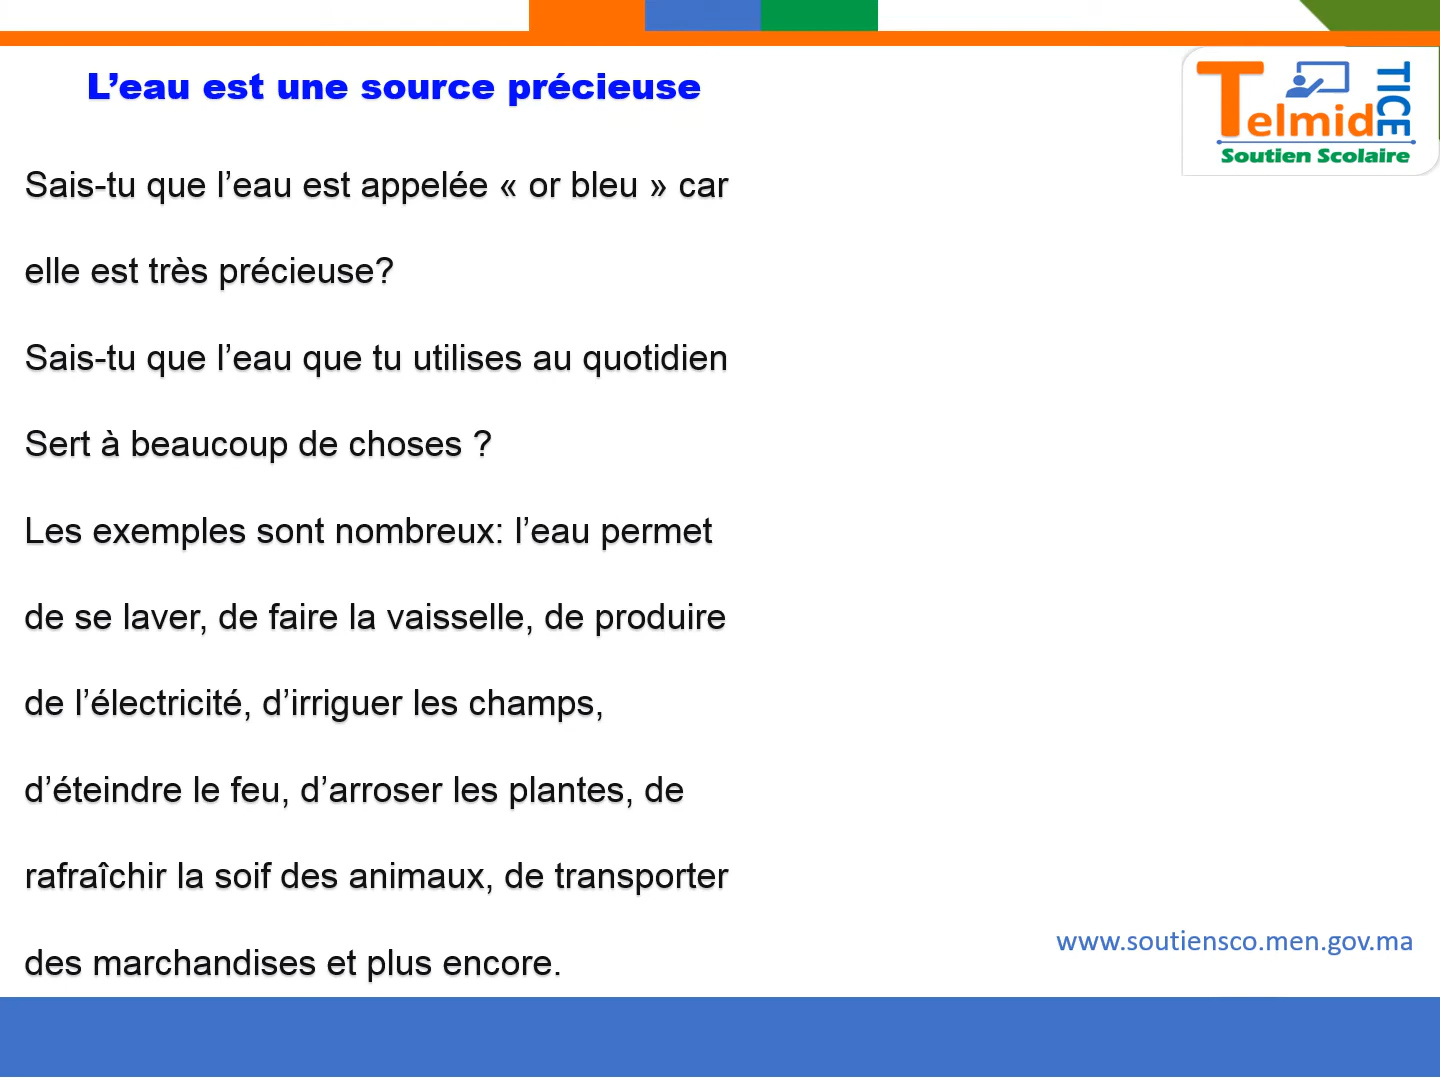 L’eau est une source précieuse
Telmid TICE
Soutien Scolaire
Sais-tu que l’eau est appelée « or bleu » car
elle est très précieuse?
Sais-tu que l’eau que tu utilises au quotidien
Sert à beaucoup de choses ?
Les exemples sont nombreux: l’eau permet
de se laver, de faire la vaisselle, de produire
de l’électricité, d’irriguer les champs,
d’éteindre le feu, d’arroser les plantes, de
rafraîchir la soif des animaux, de transporter
des marchandises et plus encore.
www.soutiensco.men.gov.ma